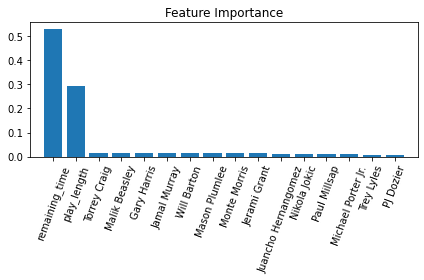 Feature Importance
0.5
0.4
0.3
0.2
0.1
0.0
remaining_time
play_length
Torrey Craig
Malik Beasley
Gary Harris
Jamal Murray
Will Barton
Mason Plumlee
Monte Morris
Jerami Grant
Juancho Hernangomez
Nikola Jokic
Paul Millsap
Michael Porter Jr.
Trey Lyles
PJ Dozier